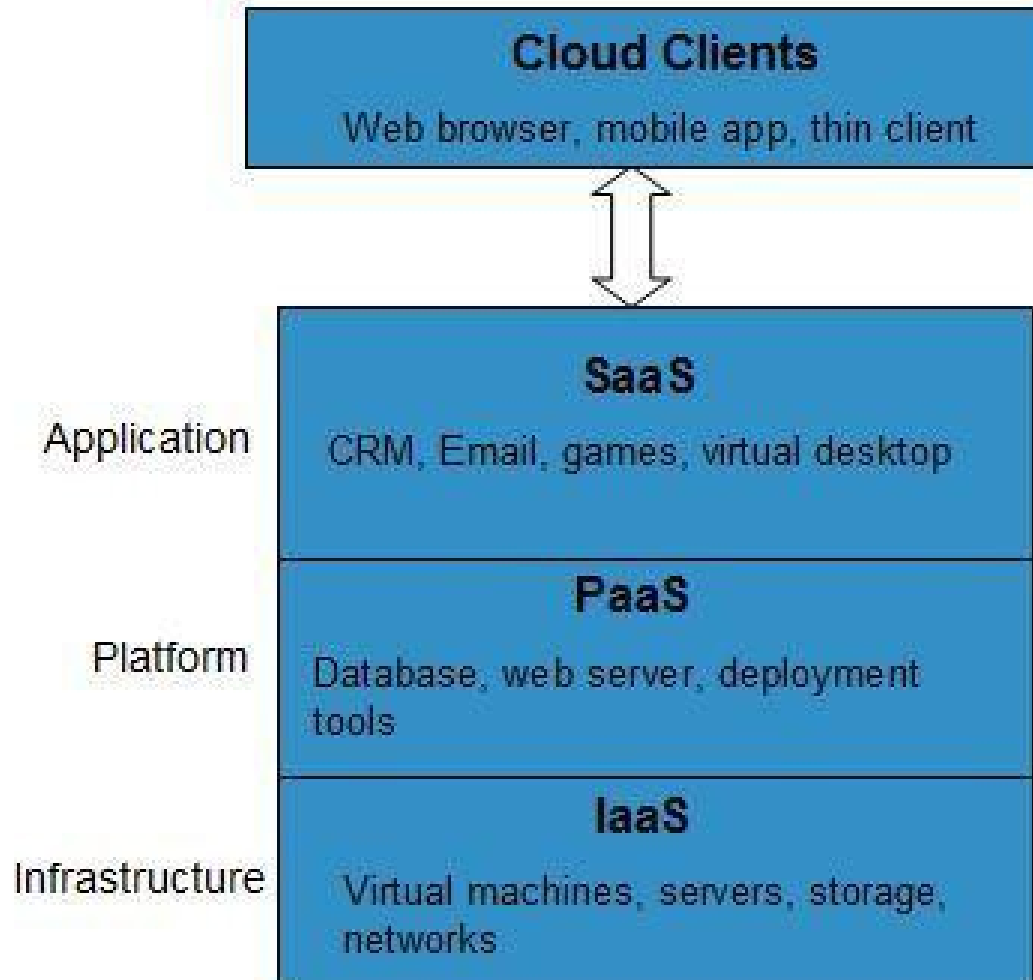 Cloud Clients
Web browser, mobile app, thin client
SaaS
Application
CRM, Email, games, virtual desktop
PaaS
Platform
Database, web server, deployment
tools
IaaS
Infrastructure
Virtual machines, servers, storage,
networks